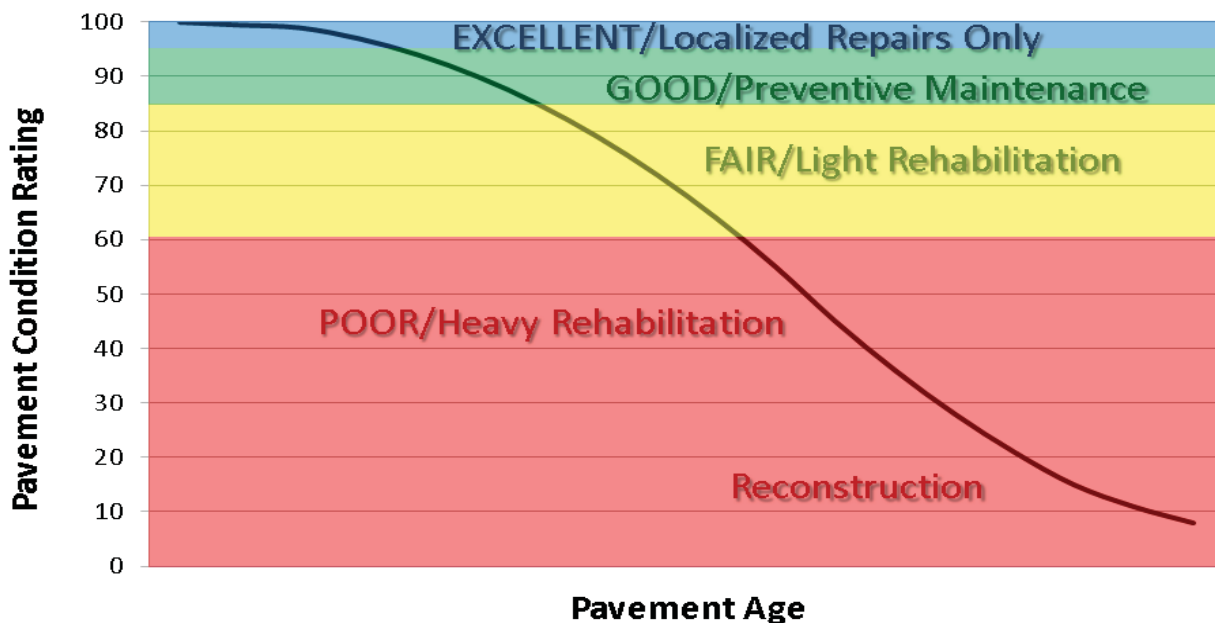 100
90
80
70
60
50
40
30
20
10
0
Pavement Condition Rating
EXCELLENT/Localized Repairs Only
GOOD/Preventive Maintenance
FAIR/Light Rehabilitation
POOR/Heavy Rehabilitation
Reconstruction
Pavement Age